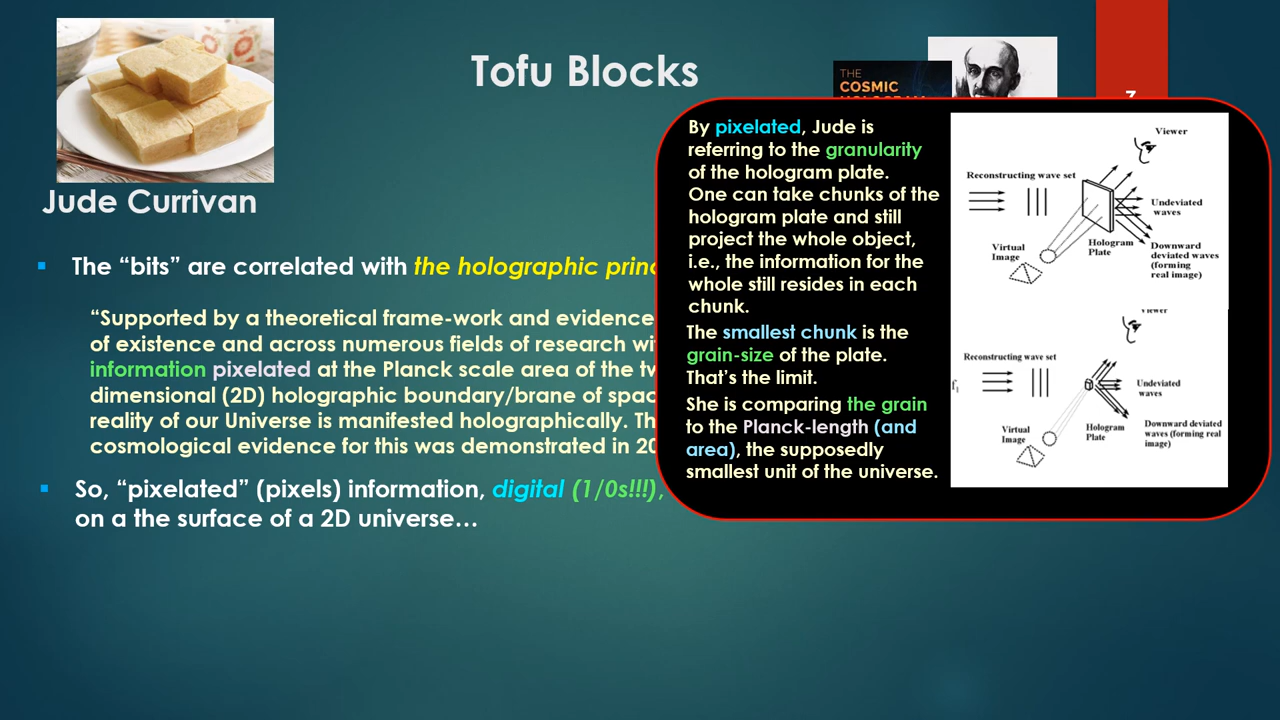 Tofu Blocks
THE
COSMIC
7
Jude Currivan
The “bits” are correlated with the holographic princ
“Supported by a theoretical frame-work and evidence
of existence and across numerous fields of research wi
information pixelated at the Planck scale area of the tw
dimensional (2D) holographic boundary/brane of spac
reality of our Universe is manifested holographically. Th
cosmological evidence for this was demonstrated in 20
So, “pixelated” (pixels) information, digital (1/0s!!!),
on a the surface of a 2D universe…
By pixelated, Jude is
referring to the granularity
of the hologram plate.
One can take chunks of the
hologram plate and still
project the whole object,
i.e., the information for the
whole still resides in each
chunk.
The smallest chunk is the
grain-size of the plate.
That’s the limit.
She is comparing the grain
to the Planck-length (and
area), the supposedly
smallest unit of the universe.
Viewer
Reconstructing wave set
Undeviated
waves
Virtual
Image
Hologram
Plate
Downward
deviated waves
(forming
real image)
Viewer
Reconstructing wave set
f1
Undeviated
waves
Virtual
Image
Hologram
Plate
Downward deviated
waves (forming real
image)